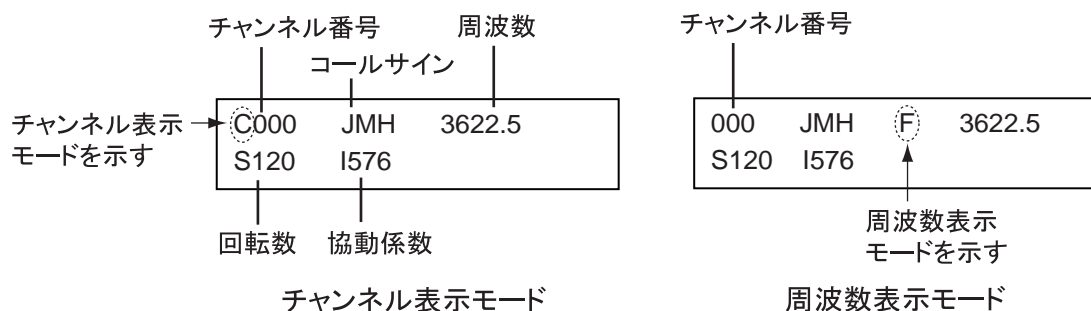 チャンネル番号
周波数
コールサイン
チャンネル表示
モードを示す
C000 JMH 3622.5
S120 I576
回転数
協動係数
チャンネル表示モード
チャンネル番号
000 JMH F 3622.5
S120 I576
周波数表示
モードを示す
周波数表示モード